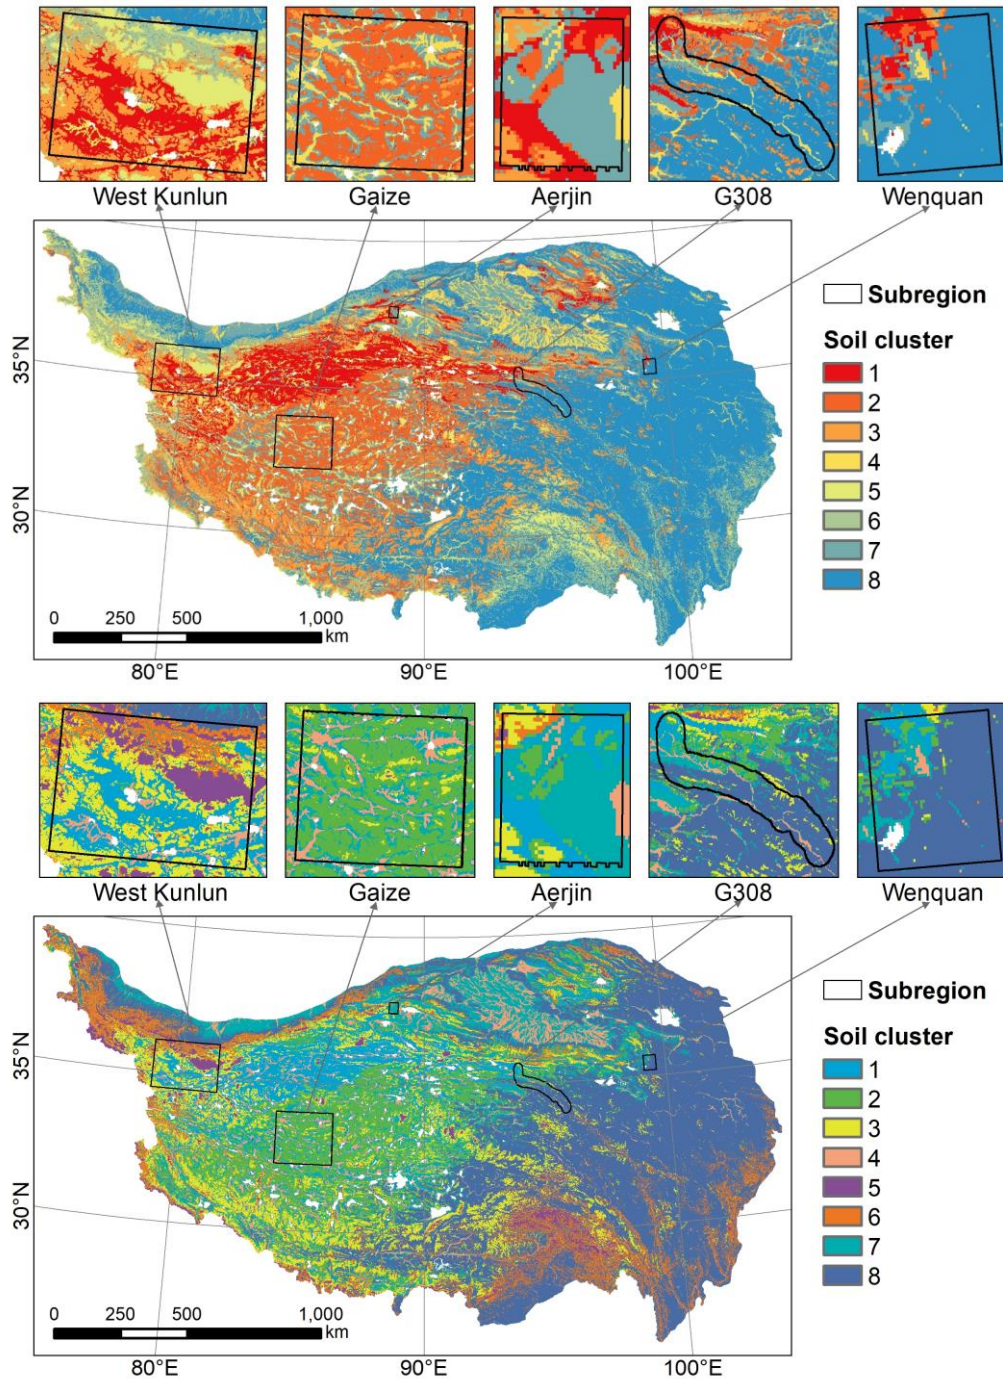 West Kunlun Gaize Aerjin G308 Wenquan
35°N
30°N
Subregion
Soil cluster
1
2
3
4
5
6
7
8
0 250 500 1,000
km
80°E 90°E 100°E
West Kunlun Gaize Aerjin G308 Wenquan
35°N
30°N
Subregion
Soil cluster
1
2
3
4
5
6
7
8
0 250 500 1,000
km
80°E 90°E 100°E